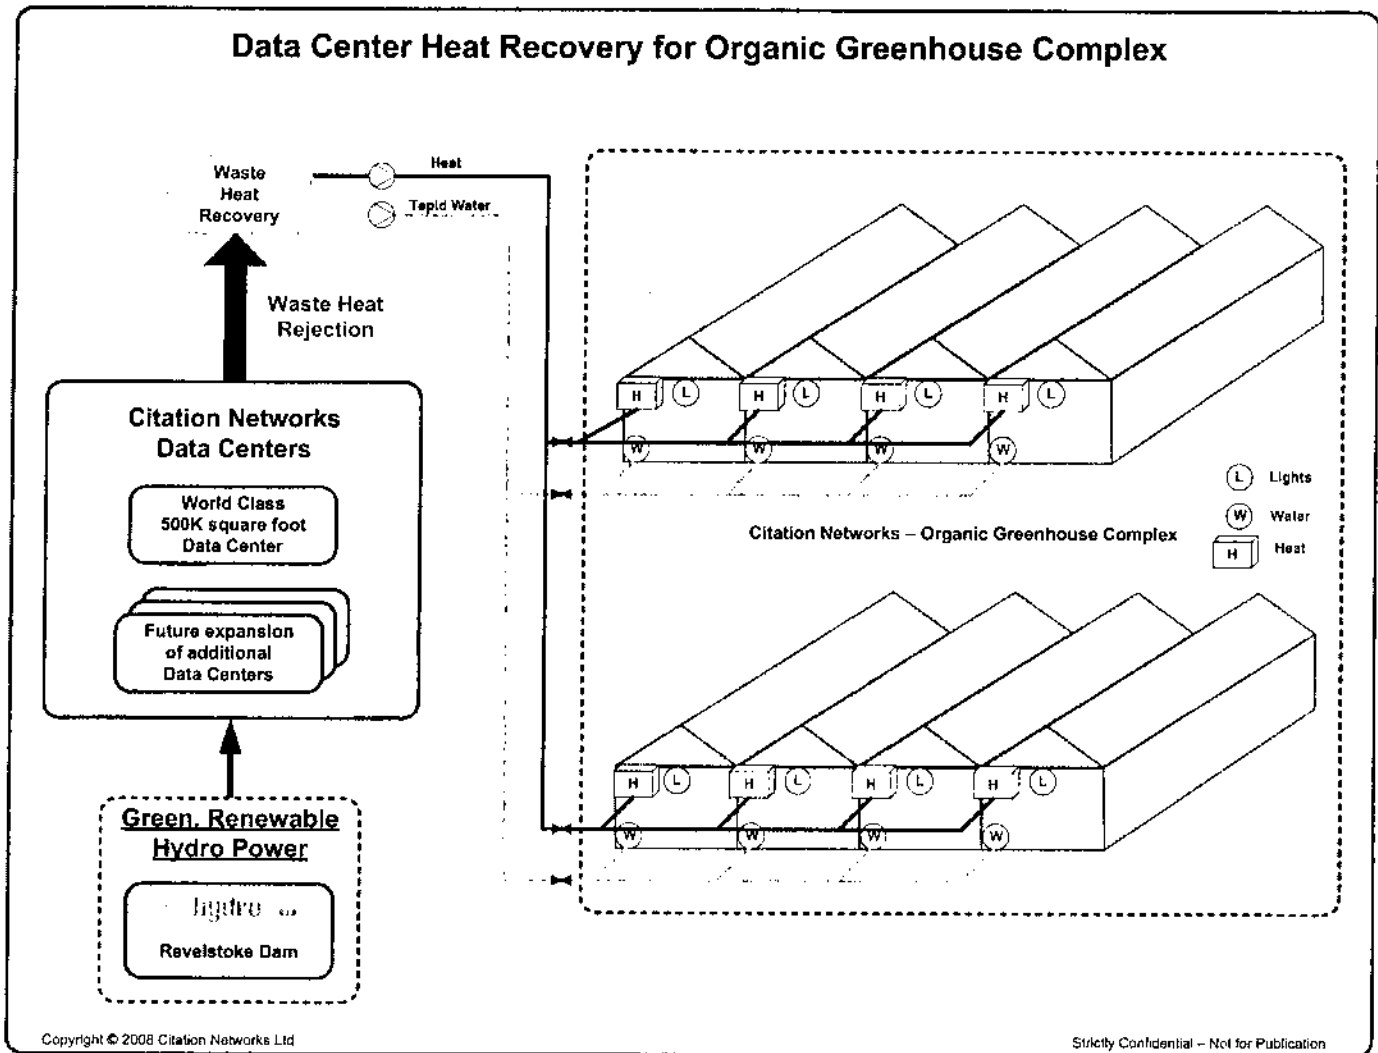 Data Center Heat Recovery for Organic Greenhouse Complex
Waste
Heat
Recovery
Heat
Tepid Water
Waste Heat
Rejection
Citation Networks
Data Centers
World Class
500K square foot
Data Center
Future expansion
of additional
Data Centers
Green, Renewable
Hydro Power
hydro
Revelstoke Dam
H L H L H L H L
W W W W
L Lights
W Water
H Heat
Citation Networks – Organic Greenhouse Complex
H L H L H L H L
W W W W
Copyright © 2008 Citation Networks Ltd
Strictly Confidential – Not for Publication